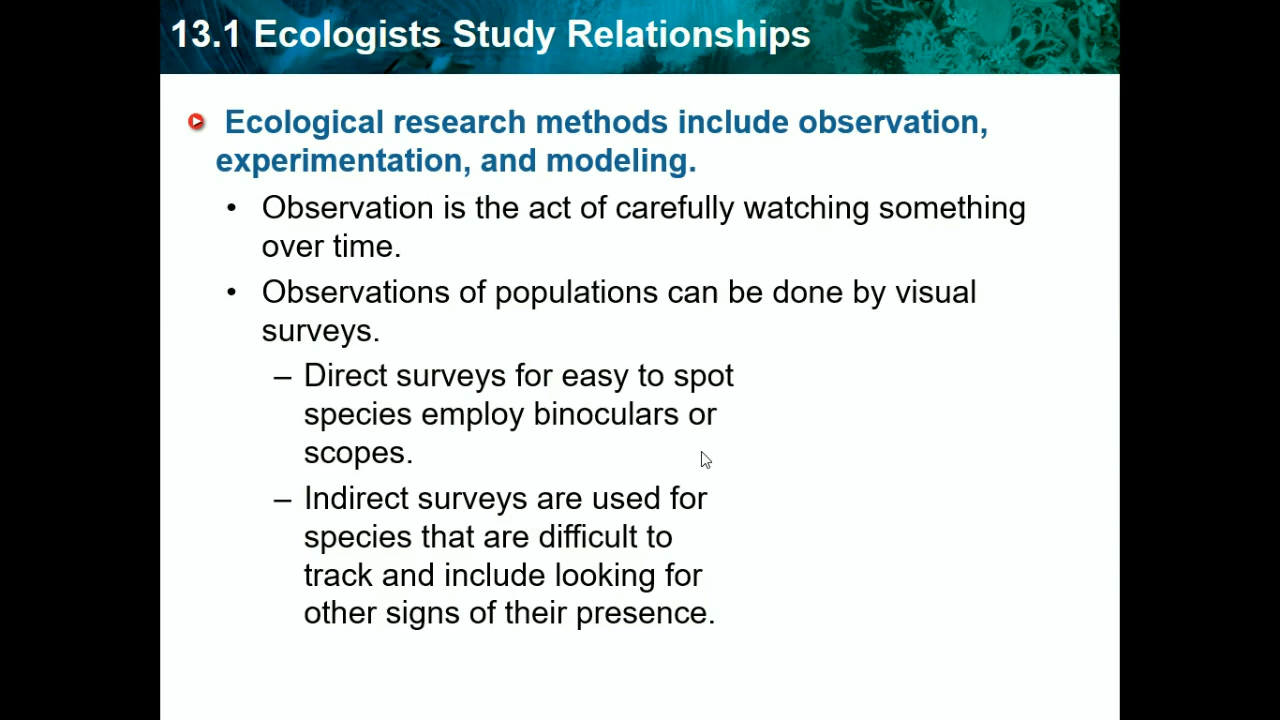 13.1 Ecologists Study Relationships
Ecological research methods include observation,
experimentation, and modeling.
• Observation is the act of carefully watching something
over time.
• Observations of populations can be done by visual
surveys.
– Direct surveys for easy to spot
species employ binoculars or
scopes.
– Indirect surveys are used for
species that are difficult to
track and include looking for
other signs of their presence.